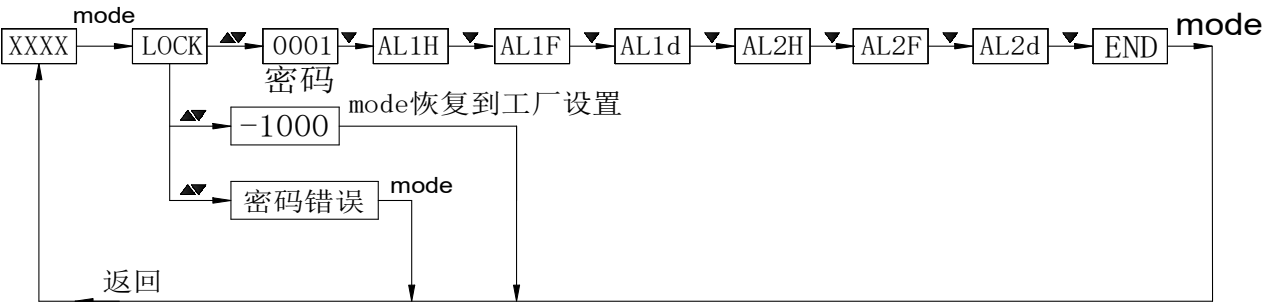 mode
XXXX
LOCK
0001
AL1H
AL1F
AL1d
AL2H
AL2F
AL2d
END
mode
密码
-1000
mode恢复到工厂设置
密码错误
mode
返回